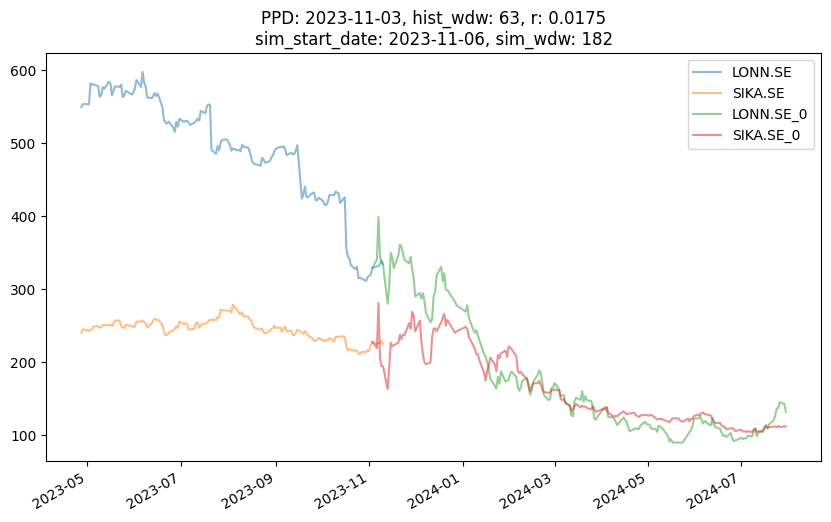 PPD: 2023-11-03, hist_wdw: 63, r: 0.0175
sim_start_date: 2023-11-06, sim_wdw: 182
LONN.SE
SIKA.SE
LONN.SE_0
SIKA.SE_0
600
500
400
300
200
100
2023-05
2023-07
2023-09
2023-11
2024-01
2024-03
2024-05
2024-07